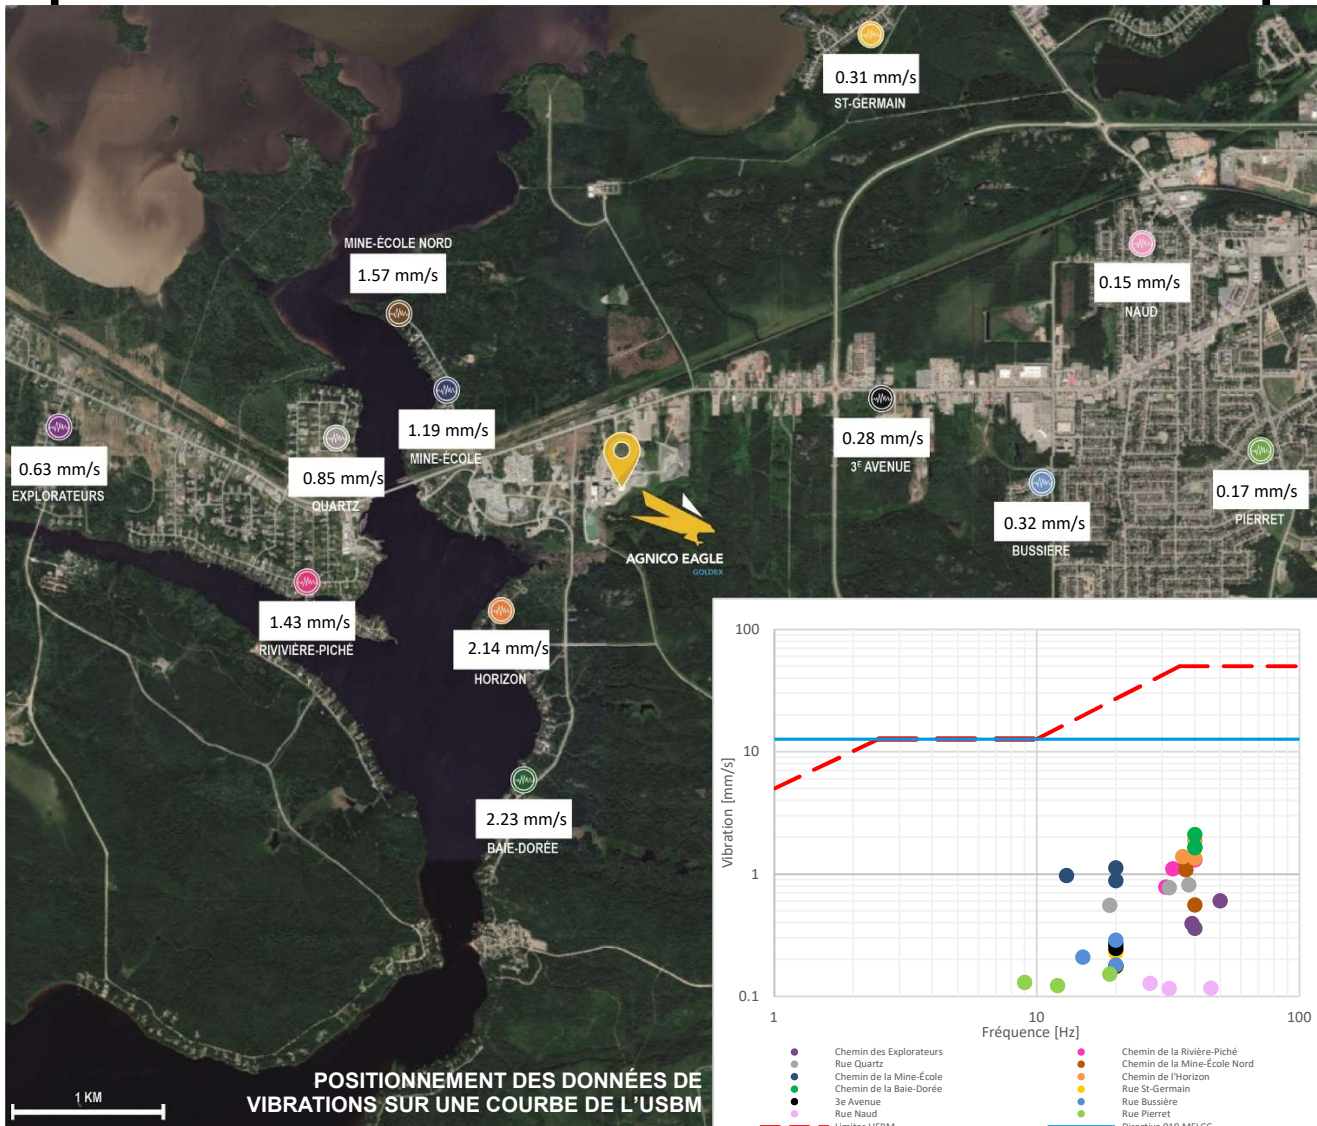 0.31 mm/s
ST-GERMAIN
MINE-ÉCOLE NORD
1.57 mm/s
0.15 mm/s
NAUD
1.19 mm/s
MINE-ÉCOLE
0.63 mm/s
EXPLORATEURS
0.85 mm/s
QUARTZ
0.28 mm/s
3E AVENUE
0.17 mm/s
PIERRET
0.32 mm/s
BUSSIÈRE
AGNICO EAGLE
GOLDEX
1.43 mm/s
RIVIVIÈRE-PICHÉ
2.14 mm/s
HORIZON
2.23 mm/s
BAIE-DORÉE
1 KM
POSITIONNEMENT DES DONNÉES DE
VIBRATIONS SUR UNE COURBE DE L'USBM
100
10
1
0.1
Vibration [mm/s]
1
10
100
Fréquence [Hz]
Chemin des Explorateurs
Chemin de la Rivière-Piché
Rue Quartz
Chemin de la Mine-École Nord
Chemin de la Mine-École
Chemin de l'Horizon
Chemin de la Baie-Dorée
Rue St-Germain
3e Avenue
Rue Bussière
Rue Naud
Rue Pierret
Limites USBM
Directive 019 MELCC